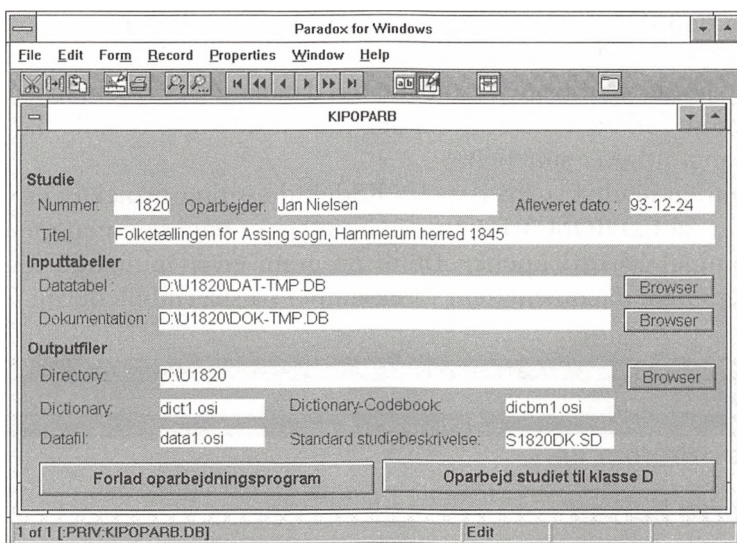 Paradox for Windows
File Edit Form Record Properties Window Help
KIPOPARB
Studie
Nummer: 1820 Oparbejder: Jan Nielsen Afleveret dato : 93-12-24
Titel: Folketællingen for Assing sogn, Hammerum herred 1845
Inputtabeller
Datatabel : D:\U1820\DAT-TMP.DB Browser
Dokumentation: D:\U1820\DOK-TMP.DB Browser
Outputfiler
Directory: D:\U1820 Browser
Dictionary: dict1.osi Dictionary-Codebook: dicbm1.osi
Datafil: data1.osi Standard studiebeskrivelse: S1820DK.SD
Forlad oparbejdningsprogram Oparbejd studiet til klasse D
1 of 1 [:PRIV:KIPOPARB.DB] Edit